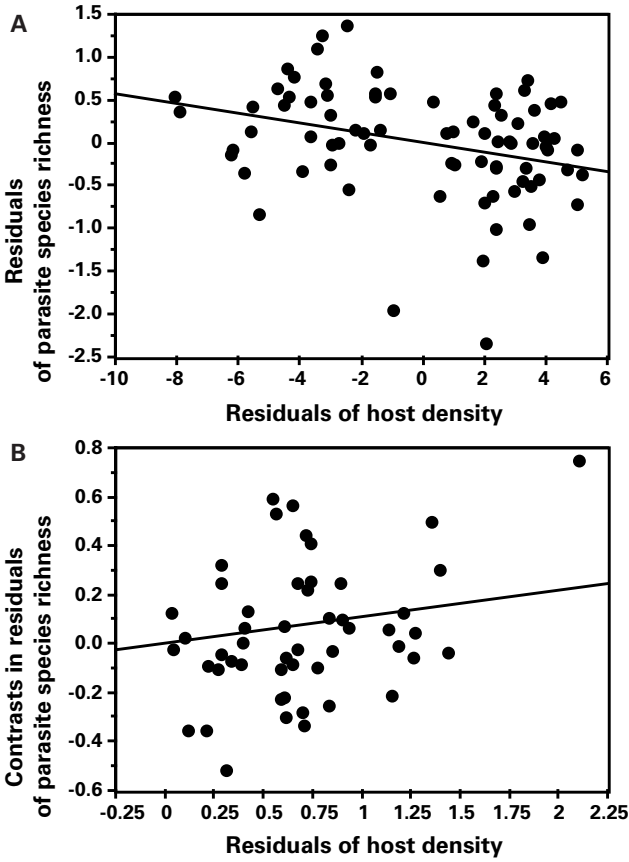 A
1.5
1.0
0.5
0
-0.5
-1.0
-1.5
-2.0
-2.5
Residuals
of parasite species richness
-10 -8 -6 -4 -2 0 2 4 6
Residuals of host density
B
0.8
0.6
0.4
0.2
0.0
-0.2
-0.4
-0.6
Contrasts in residuals
of parasite species richness
-0.25 0 0.25 0.5 0.75 1 1.25 1.5 1.75 2 2.25
Residuals of host density